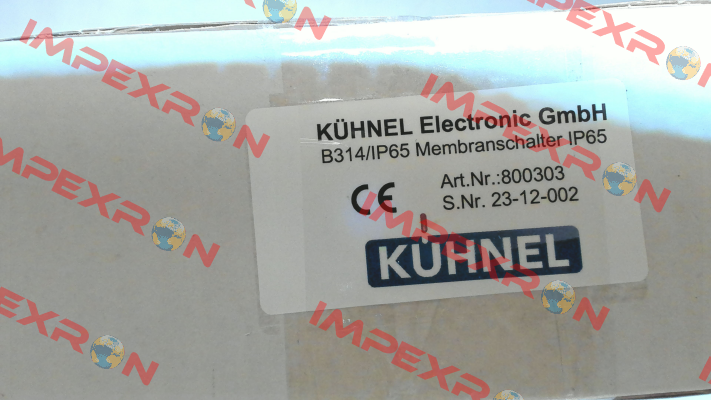 KÜHNEL Electronic GmbH
B314/IP65 Membranschalter IP65
CE
Art.Nr.:800303
S.Nr. 23-12-002
KÜHNEL
IMPEXRON
IMPEXRON
IMPEXRON
IMPEXRON
IMPEXRON
IMPEXRON
IMPEXRON
IMPEXRON